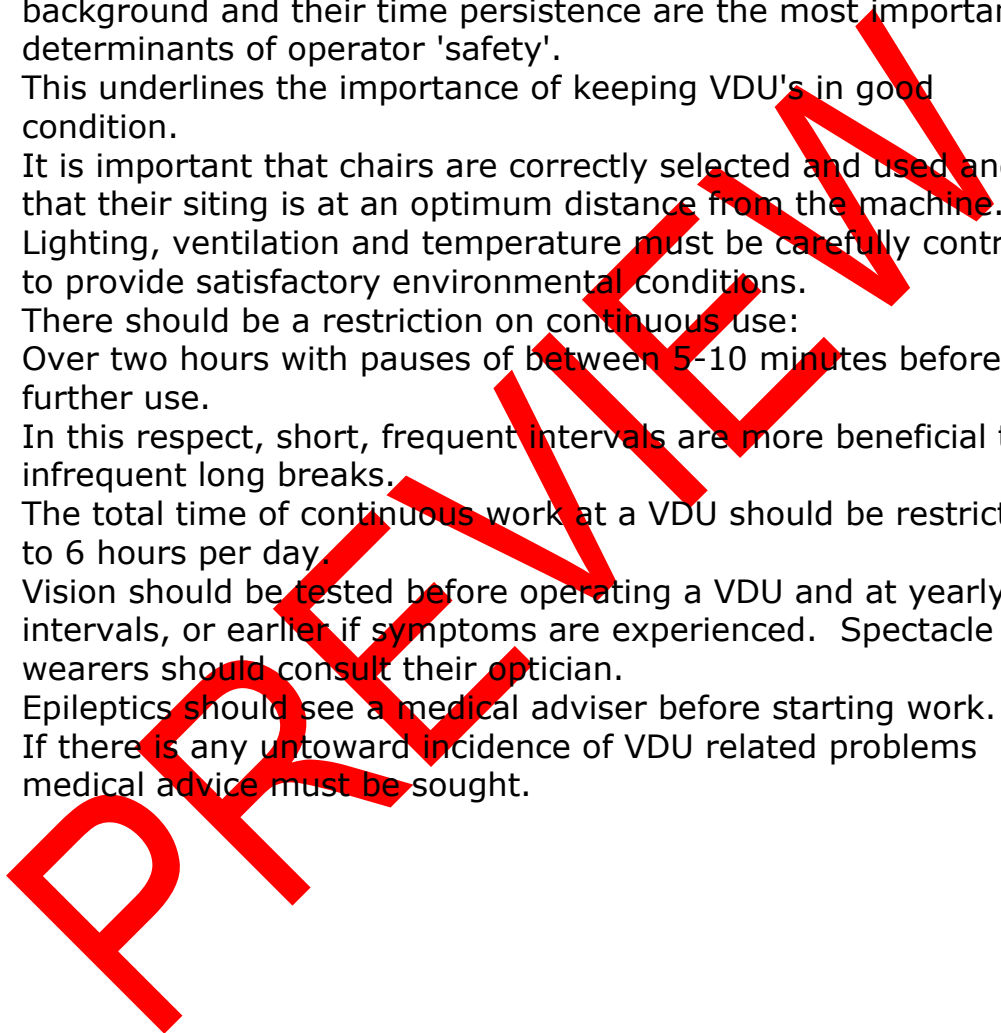 background and their time persistence are the most importan
determinants of operator 'safety'.
This underlines the importance of keeping VDU's in good
condition.
It is important that chairs are correctly selected and used and
that their siting is at an optimum distance from the machine.
Lighting, ventilation and temperature must be carefully contr
to provide satisfactory environmental conditions.
There should be a restriction on continuous use:
Over two hours with pauses of between 5-10 minutes before
further use.
In this respect, short, frequent intervals are more beneficial t
infrequent long breaks.
The total time of continuous work at a VDU should be restrict
to 6 hours per day.
Vision should be tested before operating a VDU and at yearly
intervals, or earlier if symptoms are experienced.  Spectacle
wearers should consult their optician.
Epileptics should see a medical adviser before starting work.
If there is any untoward incidence of VDU related problems
medical advice must be sought.
PREVIEW